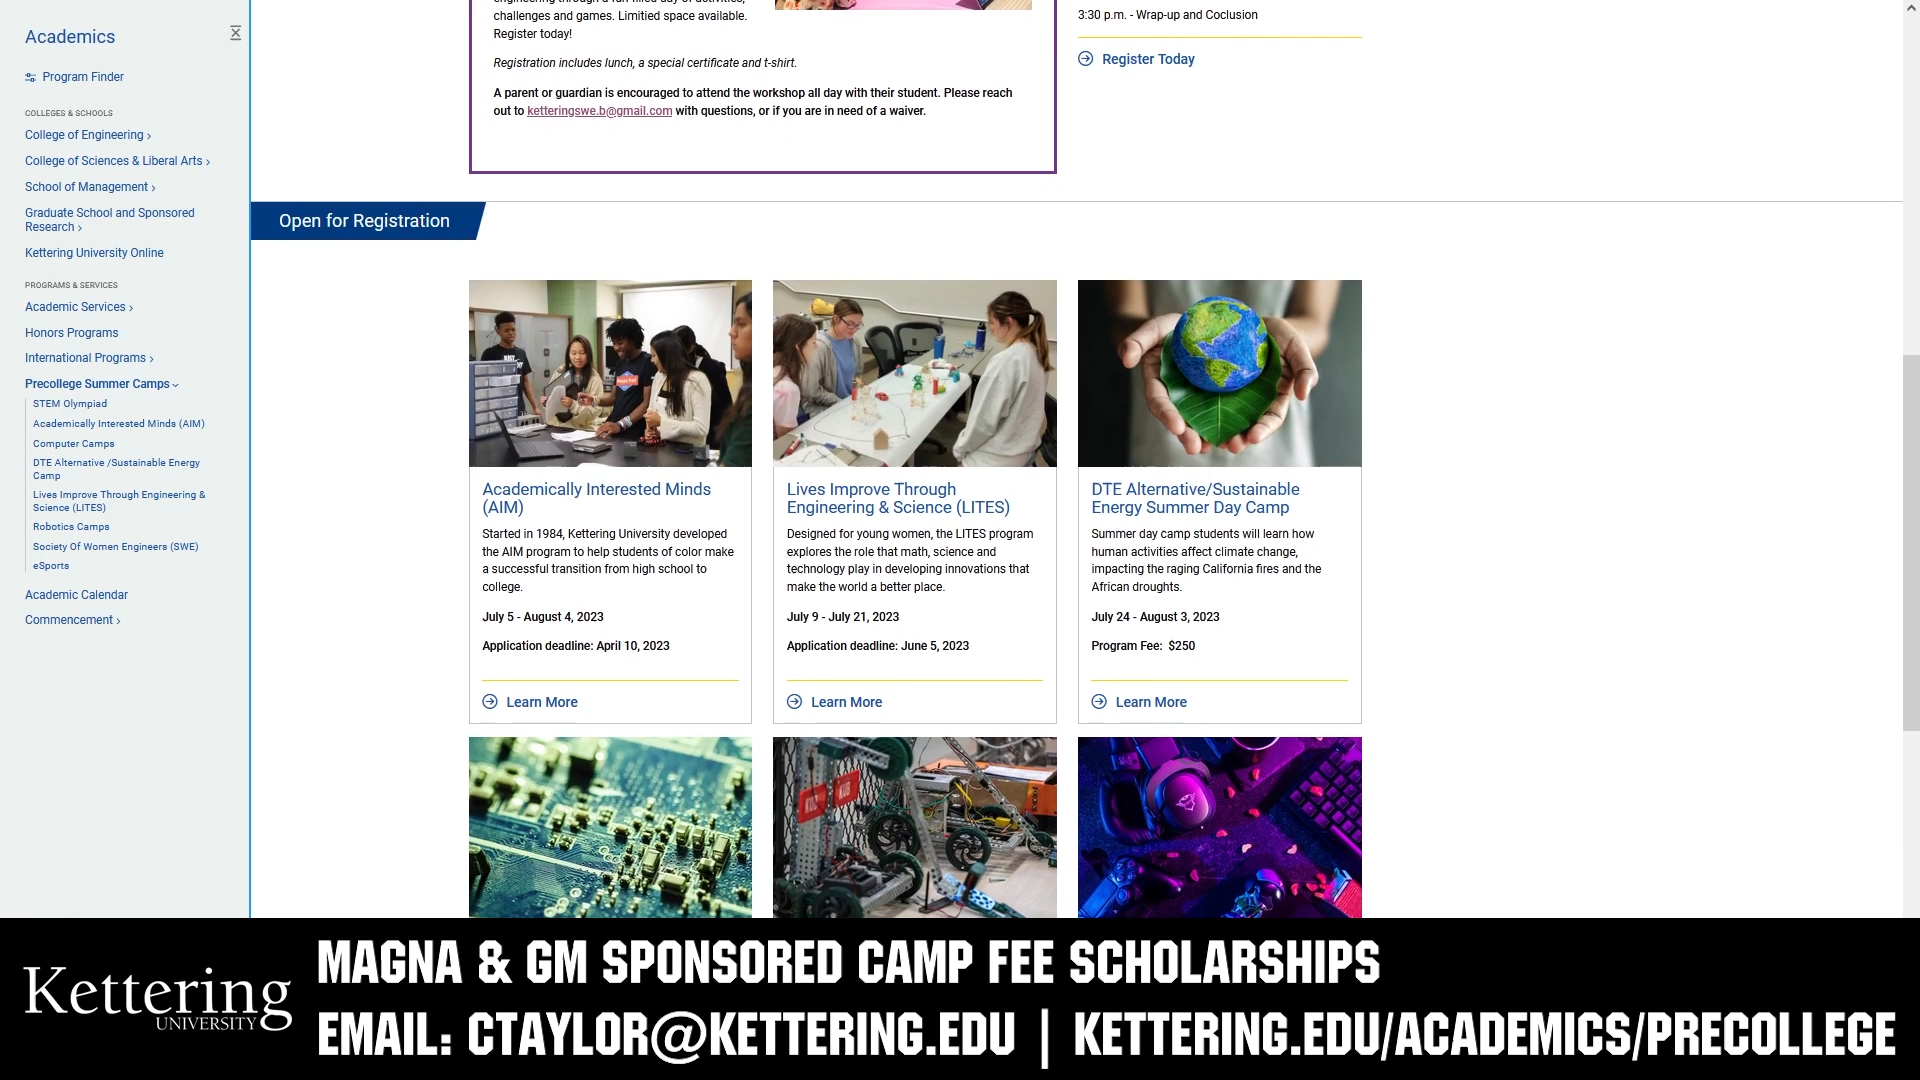 Academics
Program Finder
COLLEGES & SCHOOLS
College of Engineering
College of Sciences & Liberal Arts
School of Management
Graduate School and Sponsored
Research
Kettering University Online
PROGRAMS & SERVICES
Academic Services
Honors Programs
International Programs
Precollege Summer Camps
STEM Olympiad
Academically Interested Minds (AIM)
Computer Camps
DTE Alternative /Sustainable Energy
Camp
Lives Improve Through Engineering &
Science (LITES)
Robotics Camps
Society Of Women Engineers (SWE)
eSports
Academic Calendar
Commencement
challenges and games. Limitied space available.
Register today!
Registration includes lunch, a special certificate and t-shirt.
A parent or guardian is encouraged to attend the workshop all day with their student. Please reach
out to ketteringswe.b@gmail.com with questions, or if you are in need of a waiver.
3:30 p.m. - Wrap-up and Coclusion
Register Today
Open for Registration
Academically Interested Minds
(AIM)
Started in 1984, Kettering University developed
the AIM program to help students of color make
a successful transition from high school to
college.
July 5 - August 4, 2023
Application deadline: April 10, 2023
Learn More
Lives Improve Through
Engineering & Science (LITES)
Designed for young women, the LITES program
explores the role that math, science and
technology play in developing innovations that
make the world a better place.
July 9 - July 21, 2023
Application deadline: June 5, 2023
Learn More
DTE Alternative/Sustainable
Energy Summer Day Camp
Summer day camp students will learn how
human activities affect climate change,
impacting the raging California fires and the
African droughts.
July 24 - August 3, 2023
Program Fee: $250
Learn More
Kettering
UNIVERSITY
MAGNA & GM SPONSORED CAMP FEE SCHOLARSHIPS
EMAIL: CTAYLOR@KETTERING.EDU | KETTERING.EDU/ACADEMICS/PRECOLLEGE